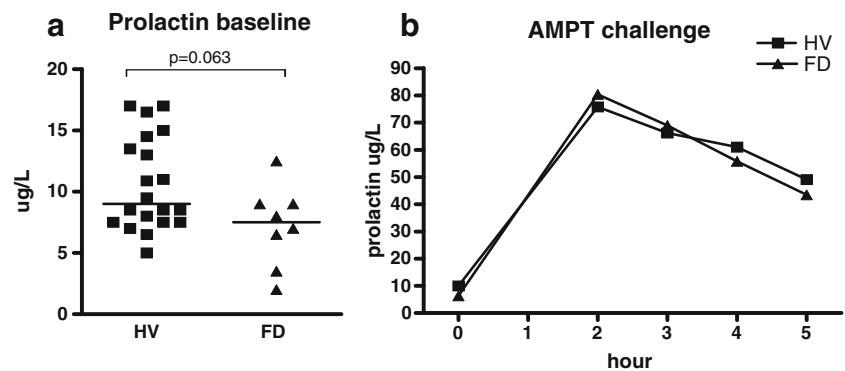 a Prolactin baseline
p=0.063
20
15
10
5
0
ug/L
HV FD
b AMPT challenge
HV
FD
90
80
70
60
50
40
30
20
10
0
prolactin ug/L
0 1 2 3 4 5
hour